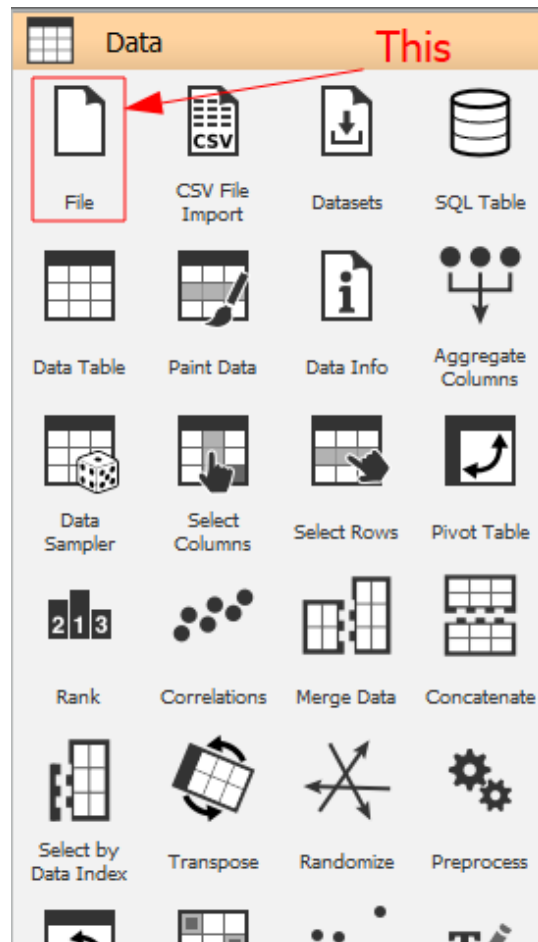 Data
This
CSV
File
CSV File
Import
Datasets
SQL Table
i
Data Table
Paint Data
Data Info
Aggregate
Columns
Data
Sampler
Select
Columns
Select Rows
Pivot Table
2 1 3
Rank
Correlations
Merge Data
Concatenate
Select by
Data Index
Transpose
Randomize
Preprocess